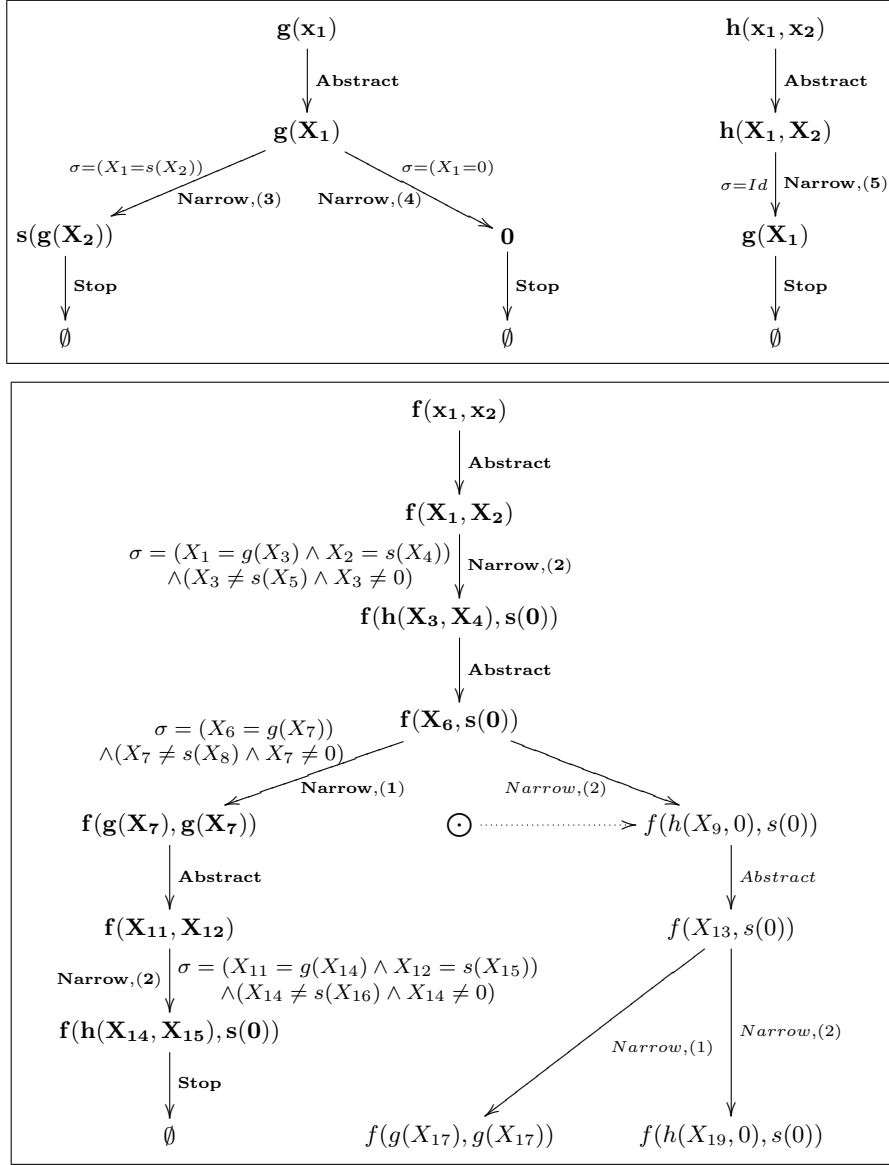 g(x₁) h(x₁, x₂)
Abstract Abstract
g(X₁) h(X₁, X₂)
σ=(X₁=s(X₂)) σ=(X₁=0)
Narrow,(3) Narrow,(4) σ=Id Narrow,(5)
s(g(X₂)) 0 g(X₁)
Stop Stop Stop
∅ ∅ ∅
f(x₁, x₂)
Abstract
f(X₁, X₂)
σ = (X₁ = g(X₃) ∧ X₂ = s(X₄))
Narrow,(2)
∧(X₃ ≠ s(X₅) ∧ X₃ ≠ 0)
f(h(X₃, X₄), s(0))
Abstract
f(X₆, s(0))
σ = (X₆ = g(X₇))
∧(X₇ ≠ s(X₈) ∧ X₇ ≠ 0)
Narrow,(1) Narrow,(2)
f(g(X₇), g(X₇)) ⊙ f(h(X₉, 0), s(0))
Abstract Abstract
f(X₁₁, X₁₂) f(X₁₃, s(0))
Narrow,(2) σ = (X₁₁ = g(X₁₄) ∧ X₁₂ = s(X₁₅))
∧(X₁₄ ≠ s(X₁₆) ∧ X₁₄ ≠ 0)
Narrow,(1) Narrow,(2)
f(h(X₁₄, X₁₅), s(0))
Stop
∅ f(g(X₁₇), g(X₁₇)) f(h(X₁₉, 0), s(0))